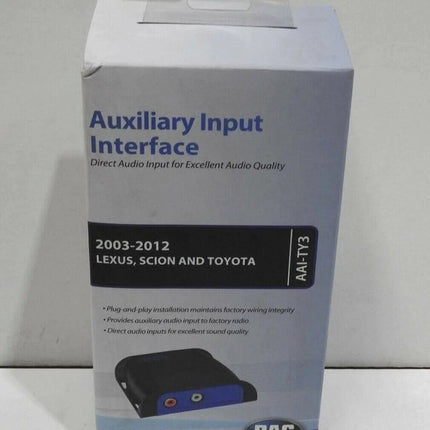 Auxiliary Input
Interface
Direct Audio Input for Excellent Audio Quality
2003-2012
LEXUS, SCION AND TOYOTA
AAI-TY3
• Plug-and-play installation maintains factory wiring integrity
• Provides auxiliary audio input to factory radio
• Direct audio inputs for excellent sound quality
PAC